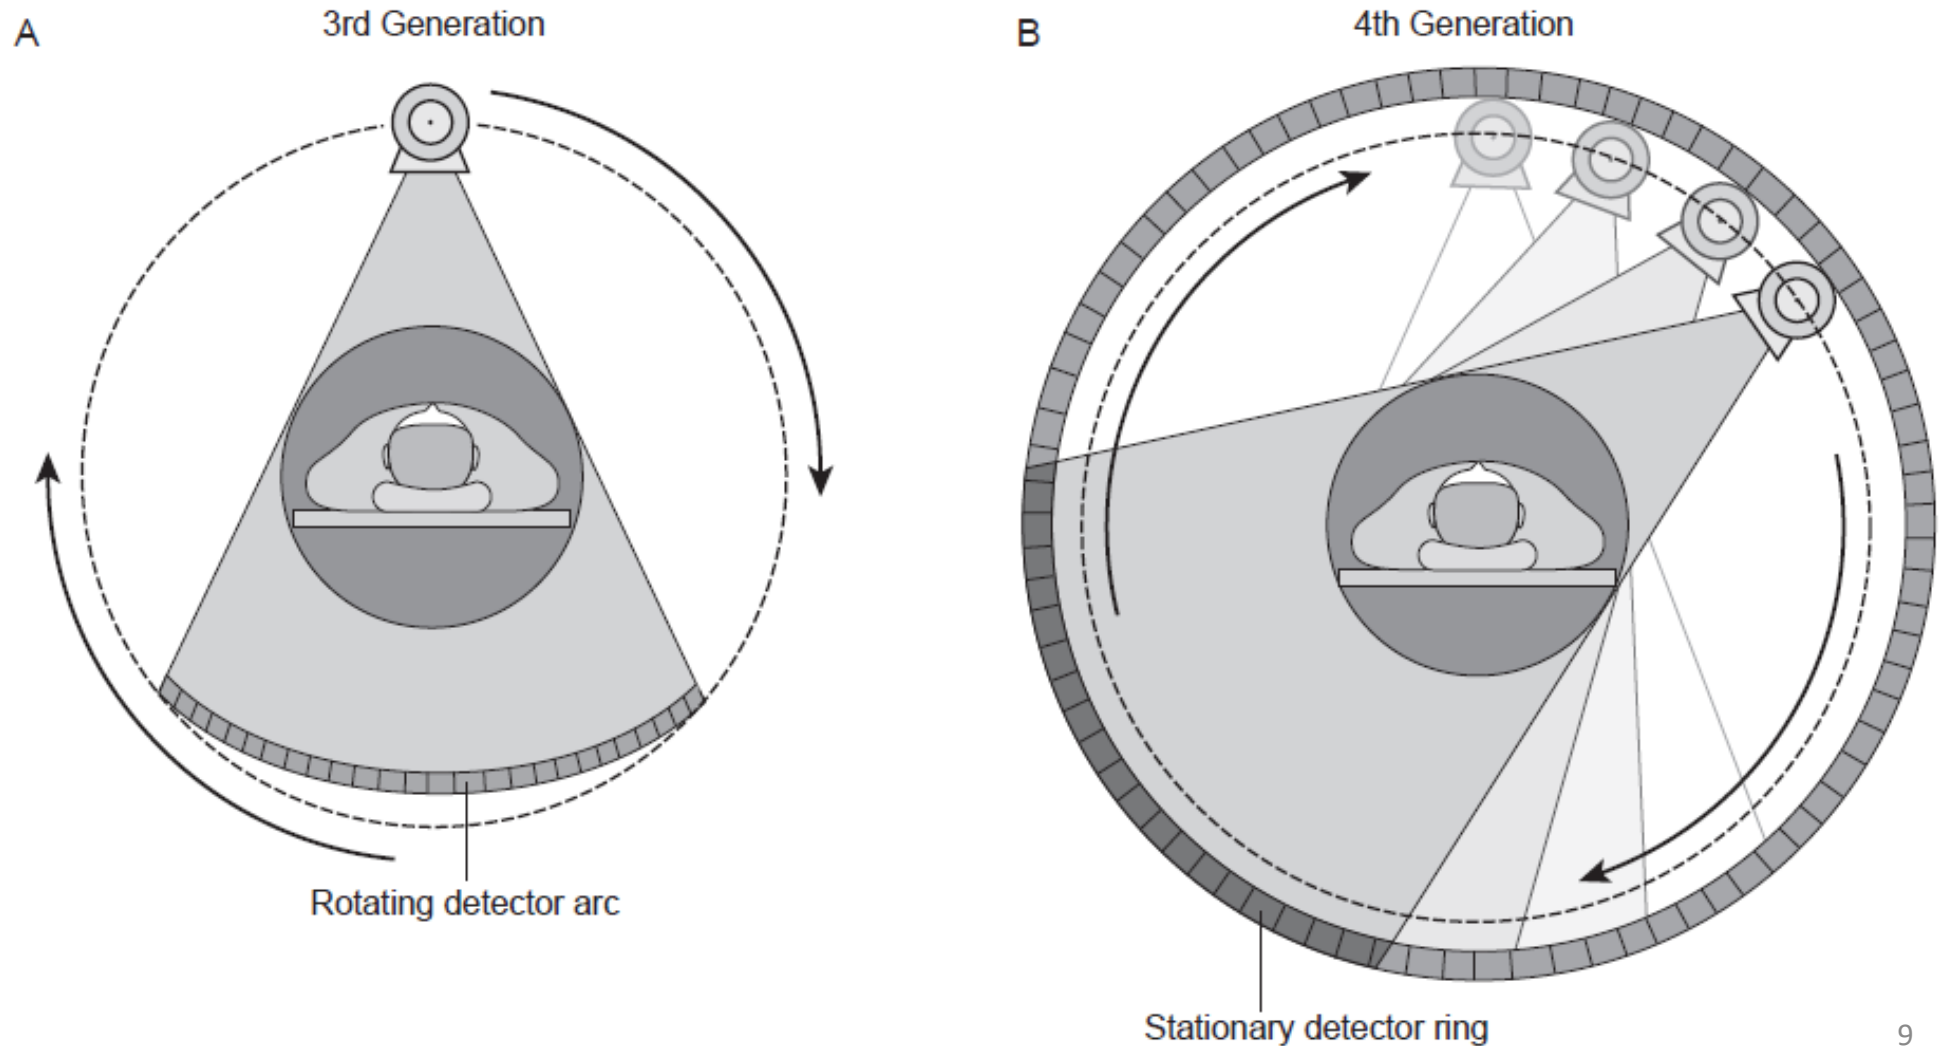 A
3rd Generation
Rotating detector arc
B
4th Generation
Stationary detector ring
9